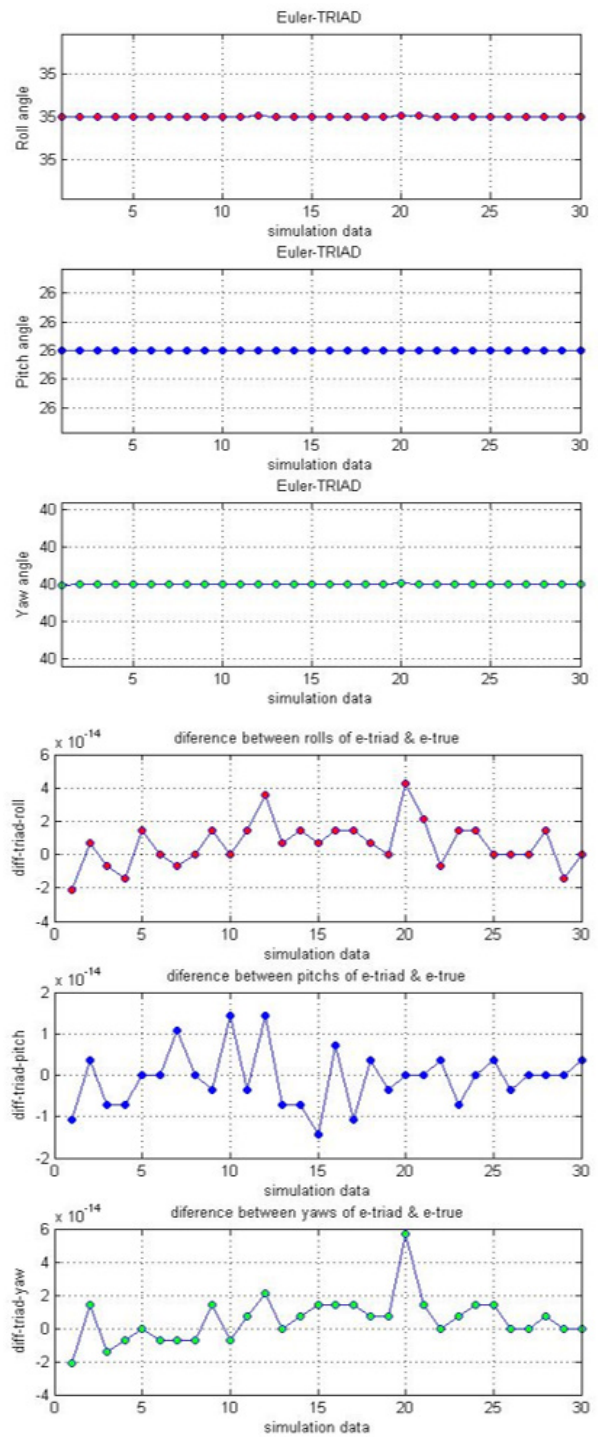 Euler-TRIAD
35
35
35
Roll angle
5 10 15 20 25 30
simulation data
Euler-TRIAD
26
26
26
26
26
Pitch angle
5 10 15 20 25 30
simulation data
Euler-TRIAD
40
40
40
40
40
Yaw angle
5 10 15 20 25 30
simulation data
x 10^-14
diference between rolls of e-triad & e-true
6
4
2
0
-2
-4
diff-triad-roll
0 5 10 15 20 25 30
simulation data
x 10^-14
diference between pitchs of e-triad & e-true
2
1
0
-1
-2
diff-triad-pitch
0 5 10 15 20 25 30
simulation data
x 10^-14
diference between yaws of e-triad & e-true
6
4
2
0
-2
-4
diff-triad-yaw
0 5 10 15 20 25 30
simulation data